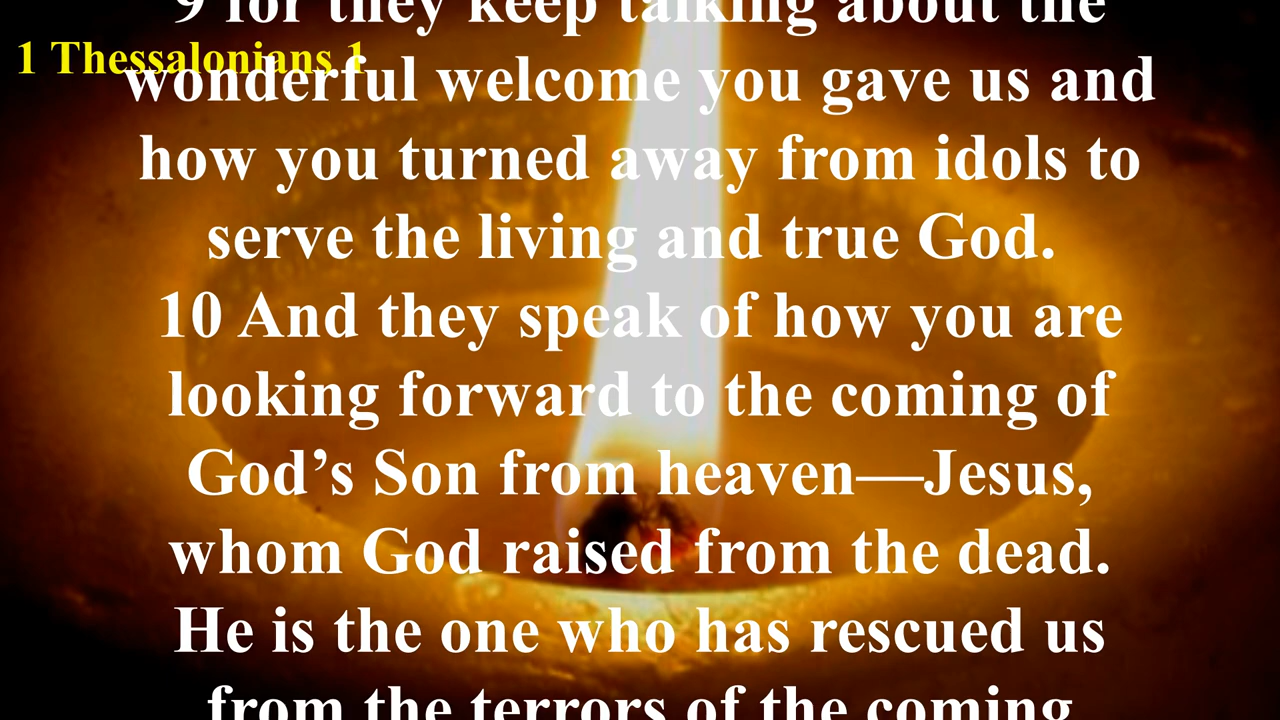 9 for they keep talking about the
1 Thessalonians 1
wonderful welcome you gave us and
how you turned away from idols to
serve the living and true God.
10 And they speak of how you are
looking forward to the coming of
God’s Son from heaven—Jesus,
whom God raised from the dead.
He is the one who has rescued us
from the terrors of the coming